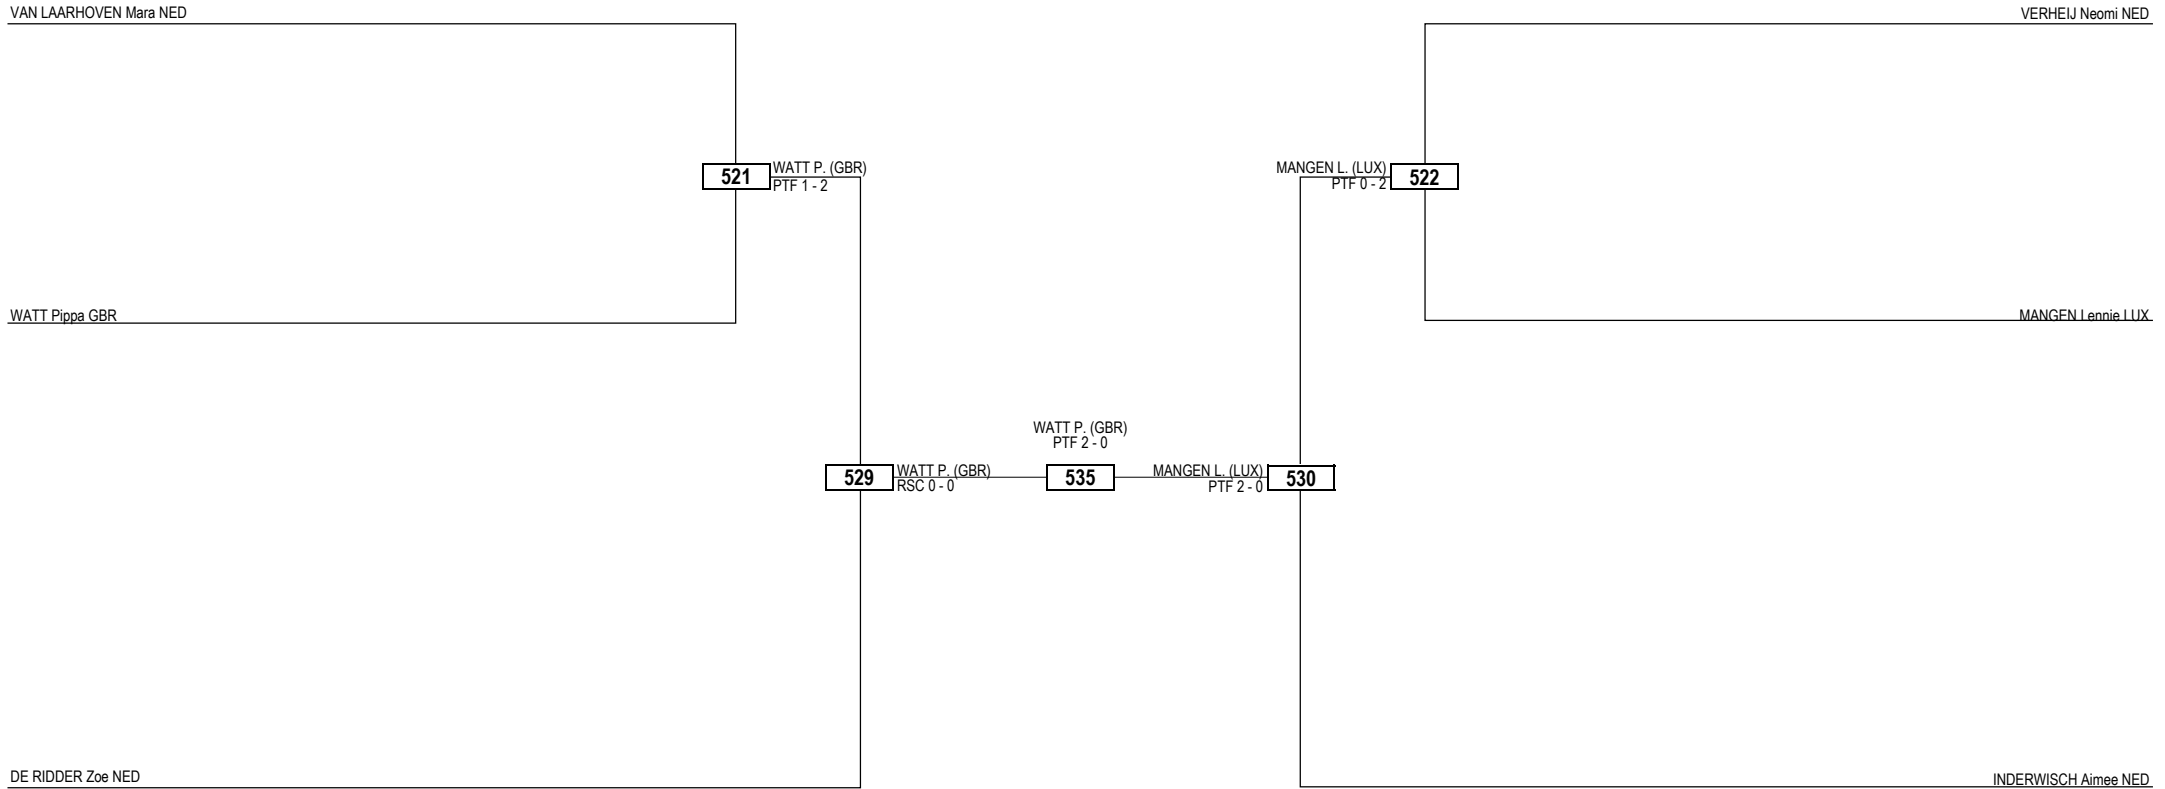 VAN LAARHOVEN Mara NED
VERHEIJ Neomi NED
521
WATT P. (GBR)
PTF 1 - 2
MANGEN L. (LUX)
PTF 0 - 2
522
WATT Pippa GBR
MANGEN Lennie LUX
WATT P. (GBR)
PTF 2 - 0
529
WATT P. (GBR)
RSC 0 - 0
535
MANGEN L. (LUX)
PTF 2 - 0
530
DE RIDDER Zoe NED
INDERWISCH Aimee NED